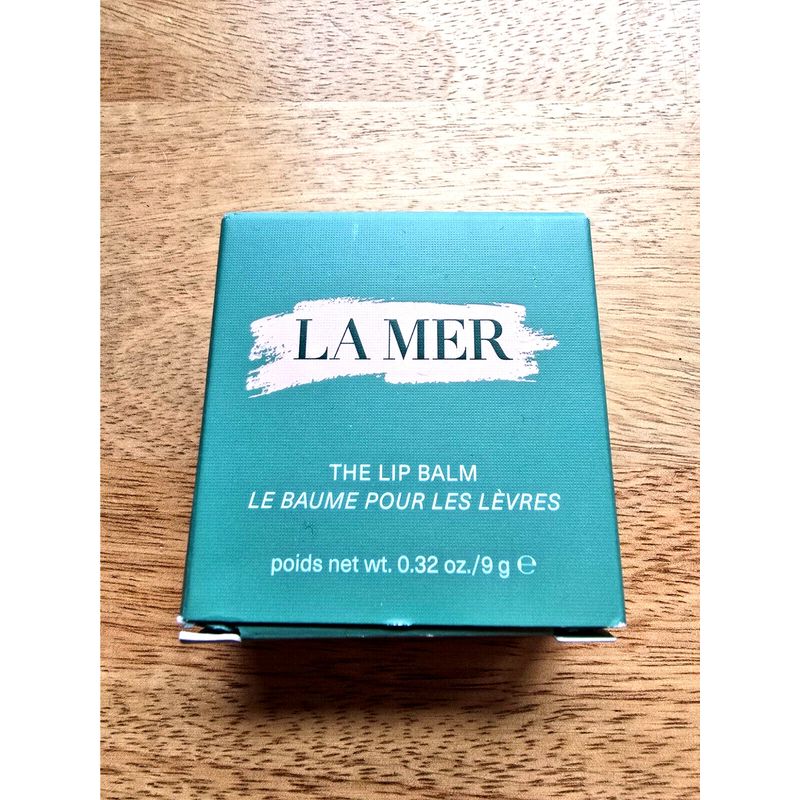 LA MER
THE LIP BALM
LE BAUME POUR LES LÈVRES
poids net wt. 0.32 oz./9 g ℮